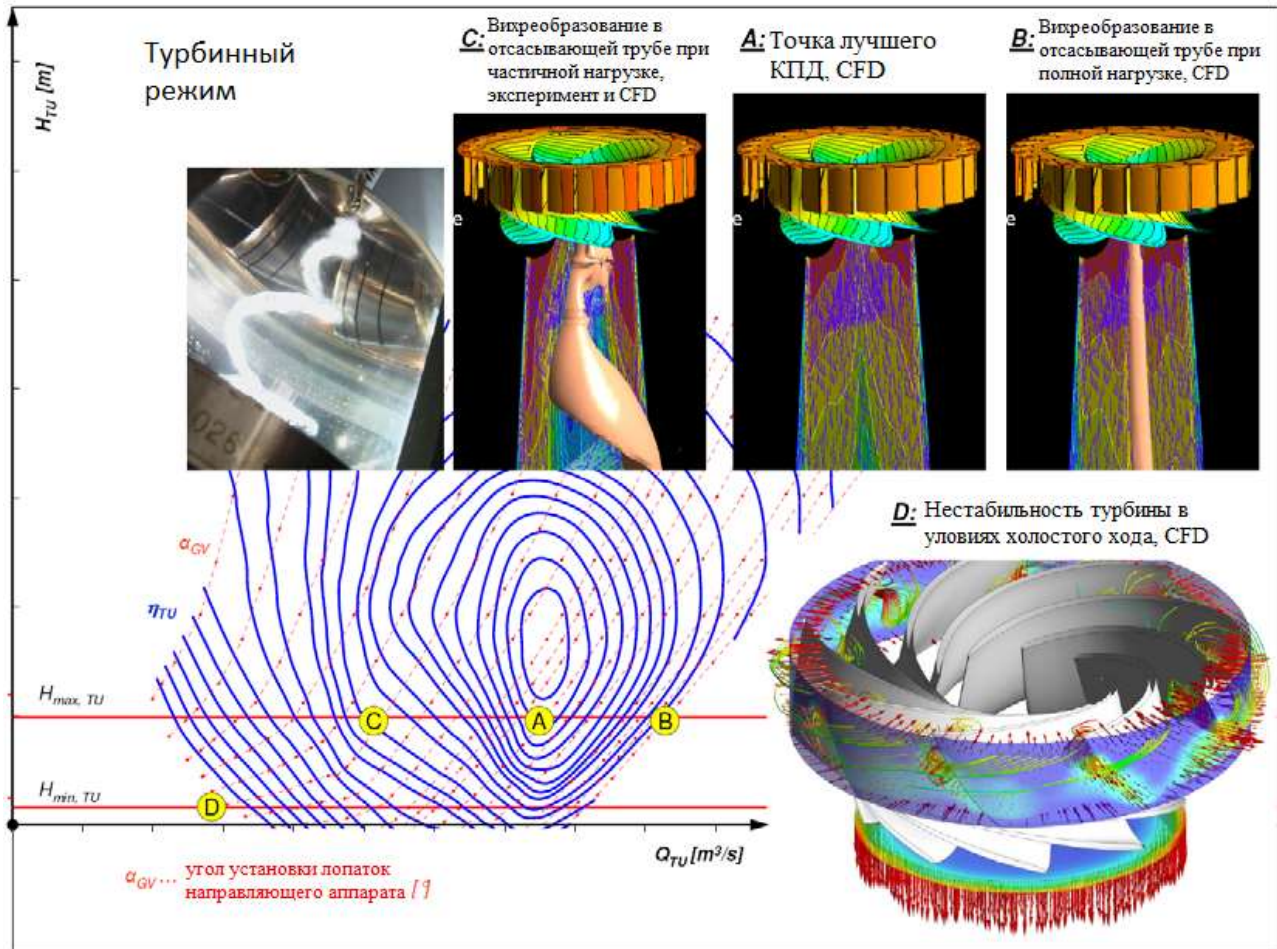 H_TU [m]
Турбинный
режим
C: Вихреобразование в
отсасывающей трубе при
частичной нагрузке,
эксперимент и CFD
A: Точка лучшего
КПД, CFD
B: Вихреобразование в
отсасывающей трубе при
полной нагрузке, CFD
e
e
e
026
D: Нестабильность турбины в
уловиях холостого хода, CFD
α_GV
η_TU
H_max, TU
C
A
B
H_min, TU
D
Q_TU [m³/s]
α_GV ... угол установки лопаток
направляющего аппарата [°]